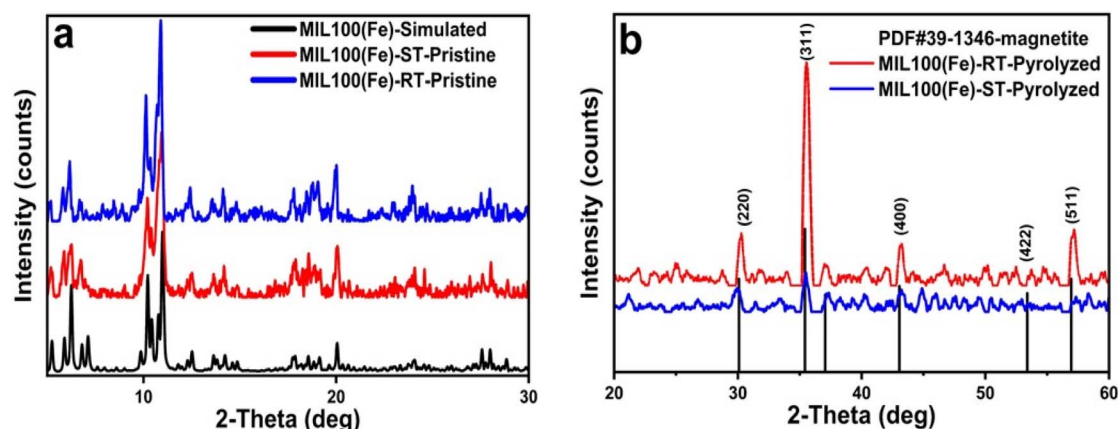 a
MIL100(Fe)-Simulated
MIL100(Fe)-ST-Pristine
MIL100(Fe)-RT-Pristine
Intensity (counts)
10 20 30
2-Theta (deg)
b
PDF#39-1346-magnetite
MIL100(Fe)-RT-Pyrolyzed
MIL100(Fe)-ST-Pyrolyzed
(220)
(311)
(400)
(422)
(511)
Intensity (counts)
20 30 40 50 60
2-Theta (deg)